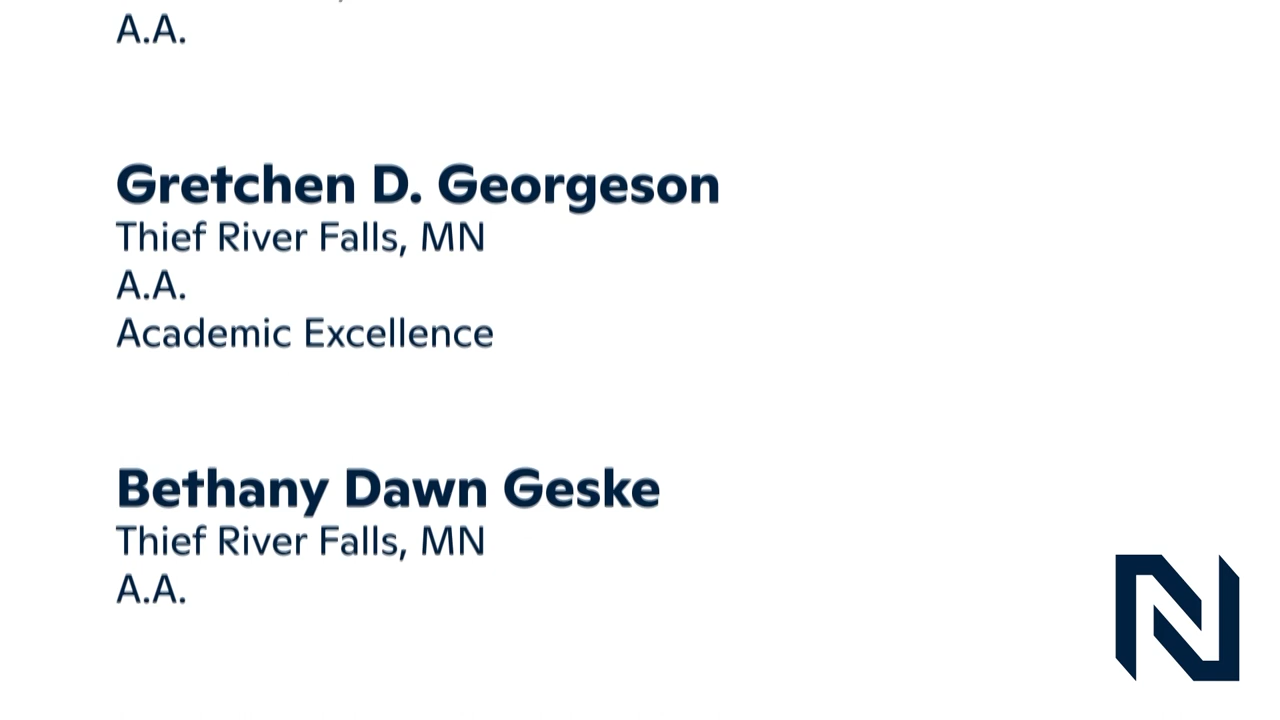 A.A.
Gretchen D. Georgeson
Thief River Falls, MN
A.A.
Academic Excellence
Bethany Dawn Geske
Thief River Falls, MN
A.A.
N